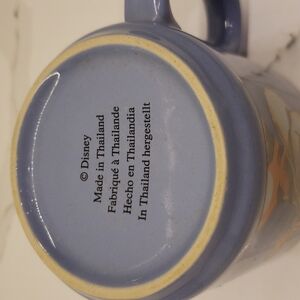 © Disney
Made in Thailand
Fabriqué à Thaïlande
Hecho en Thailandia
In Thailand hergestellt